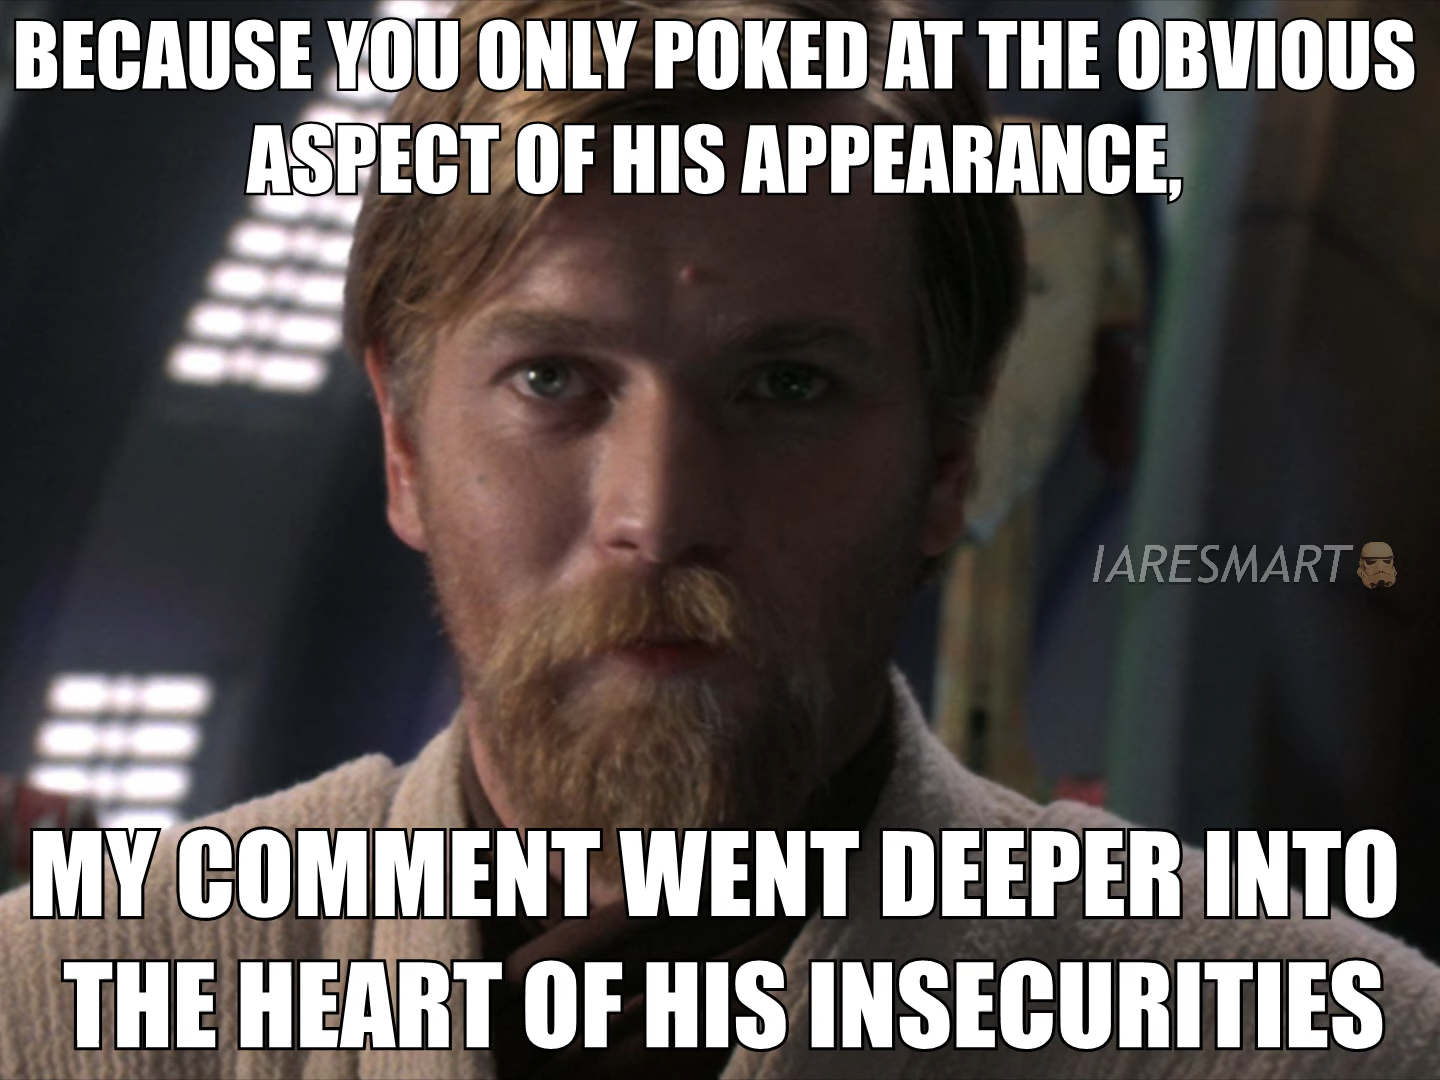 BECAUSE YOU ONLY POKED AT THE OBVIOUS
ASPECT OF HIS APPEARANCE,
IARESMART
MY COMMENT WENT DEEPER INTO
THE HEART OF HIS INSECURITIES